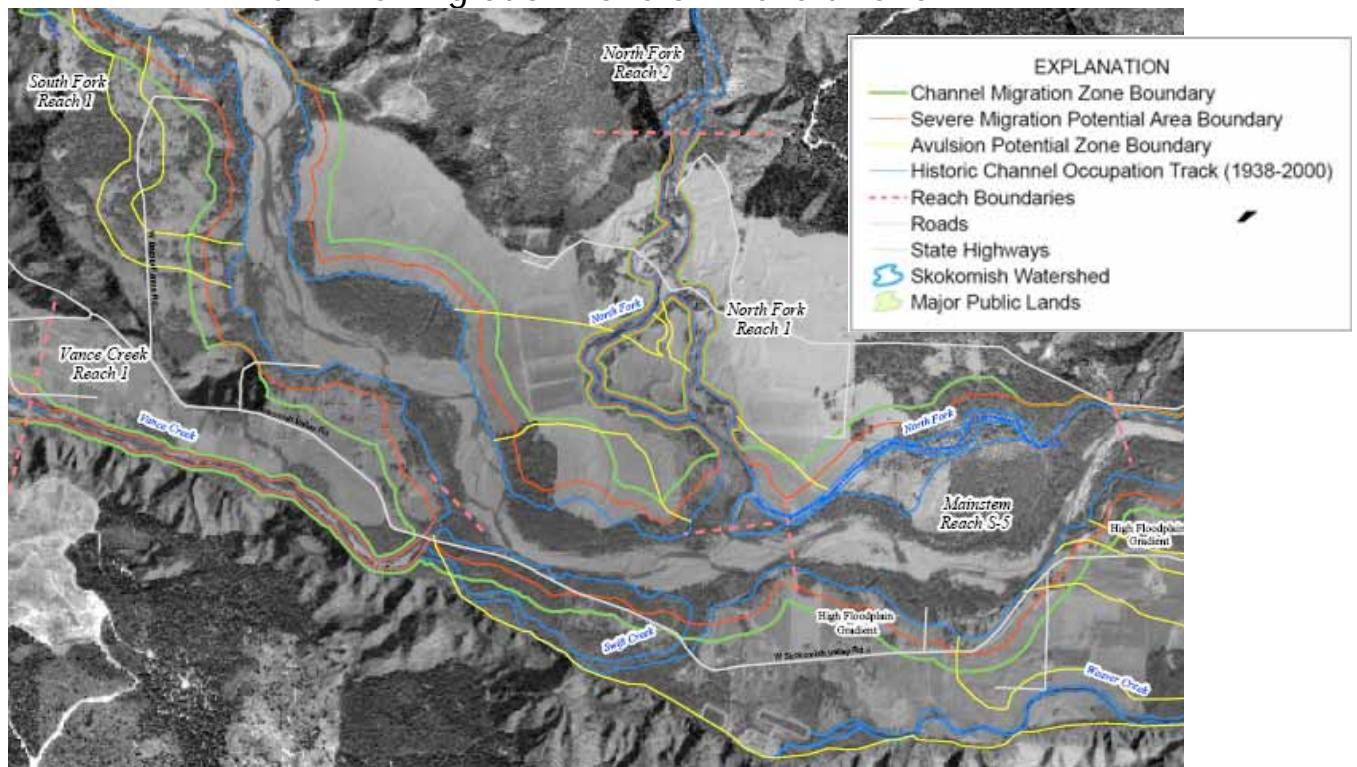 South Fork
Reach 1
North Fork
Reach 2
EXPLANATION
Channel Migration Zone Boundary
Severe Migration Potential Area Boundary
Avulsion Potential Zone Boundary
Historic Channel Occupation Track (1938-2000)
Reach Boundaries
Roads
State Highways
Skokomish Watershed
Major Public Lands
North Fork
North Fork
Reach 1
Vance Creek
Reach 1
Vance Creek
Valley Rd
North Fork
Mainstem
Reach S-5
High Floodplain
Gradient
High Floodplain
Gradient
Swift Creek
W Skokomish Valley Rd
Weaver Creek